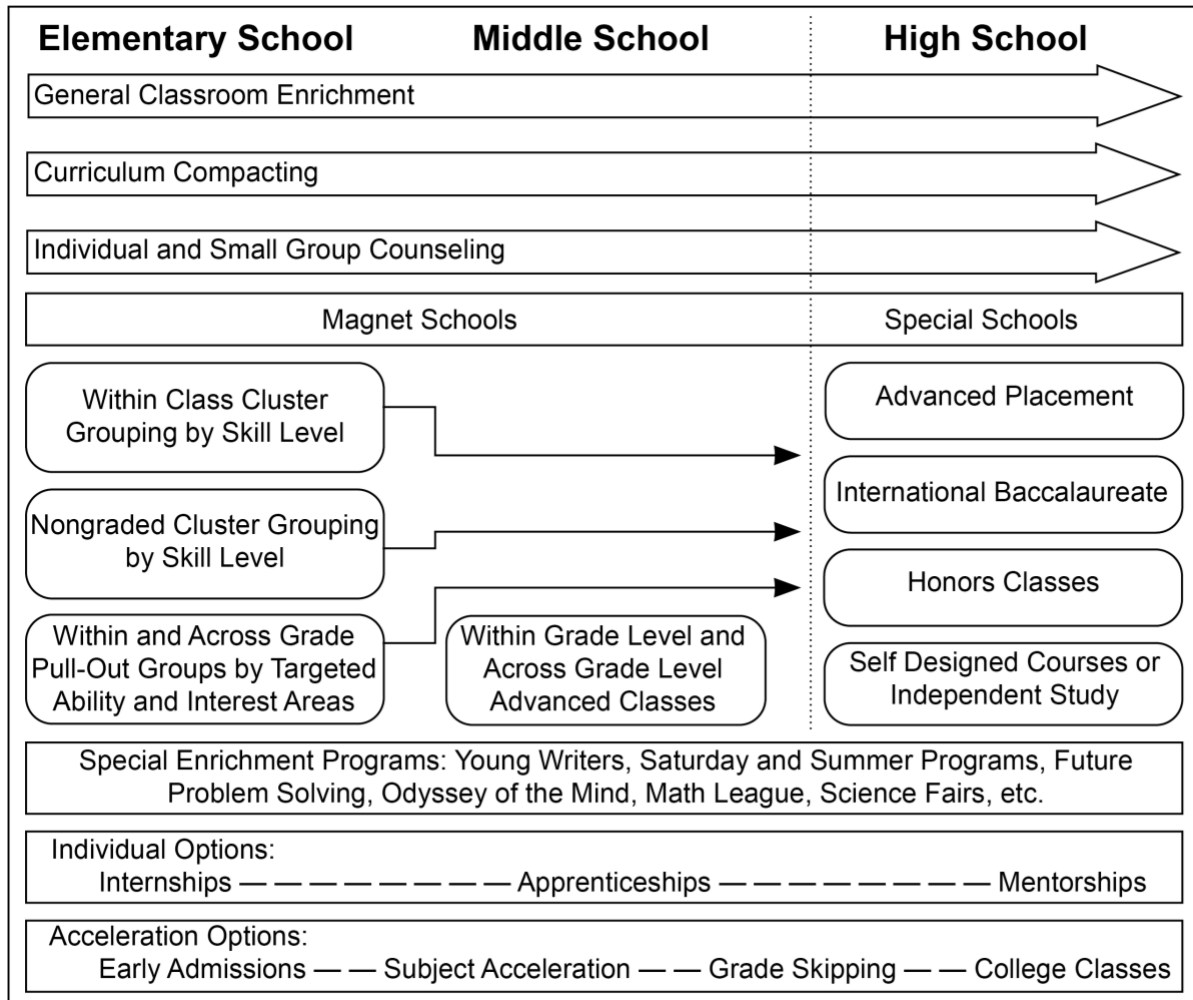 Elementary School Middle School High School
General Classroom Enrichment
Curriculum Compacting
Individual and Small Group Counseling
Magnet Schools Special Schools
Within Class Cluster
Grouping by Skill Level
Nongraded Cluster Grouping
by Skill Level
Within and Across Grade
Pull-Out Groups by Targeted
Ability and Interest Areas
Within Grade Level and
Across Grade Level
Advanced Classes
Advanced Placement
International Baccalaureate
Honors Classes
Self Designed Courses or
Independent Study
Special Enrichment Programs: Young Writers, Saturday and Summer Programs, Future
Problem Solving, Odyssey of the Mind, Math League, Science Fairs, etc.
Individual Options:
Internships — — — — — — — — Apprenticeships — — — — — — — — Mentorships
Acceleration Options:
Early Admissions — — Subject Acceleration — — Grade Skipping — — College Classes